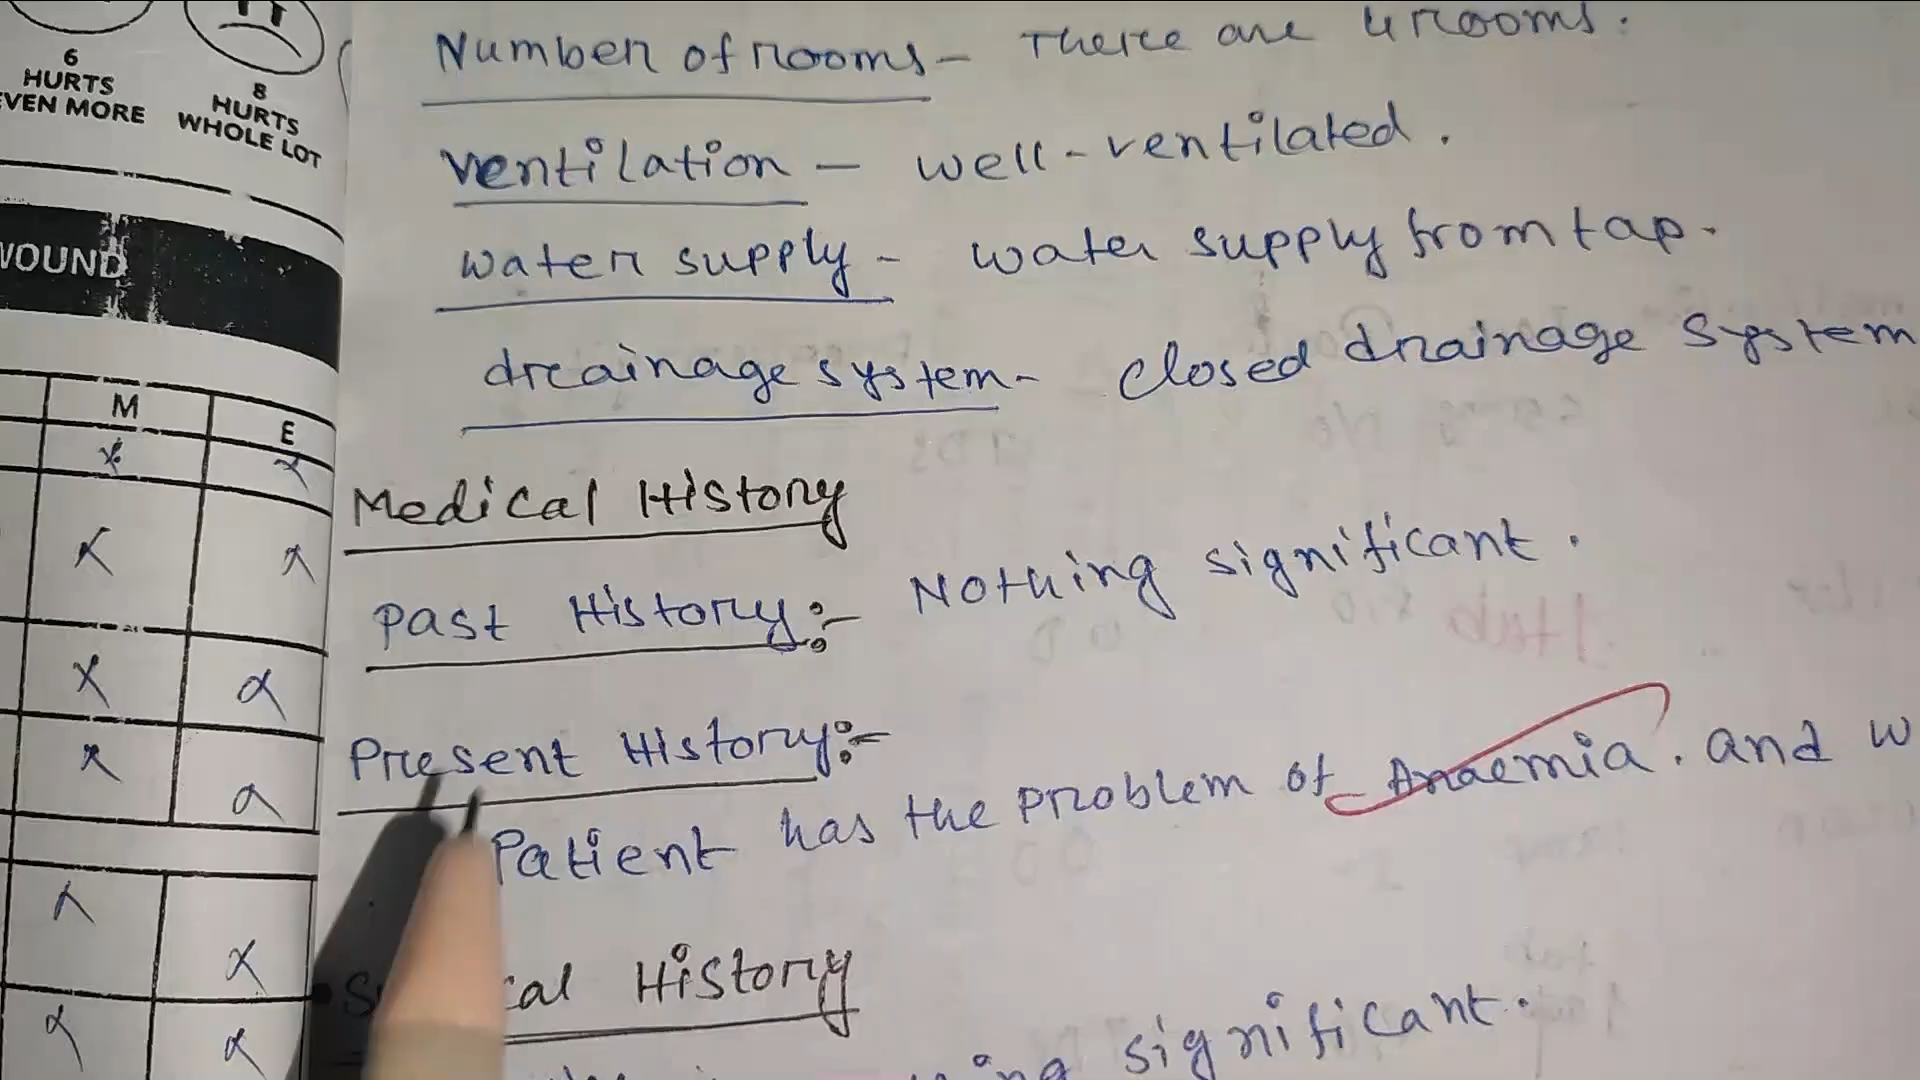 6
HURTS
EVEN MORE
8
HURTS
WHOLE LOT
WOUND
M
E
Number of rooms - There are 4 rooms.
ventilation - well-ventilated.
water supply - water supply from tap.
drainage system - closed drainage system
Medical History
Past History:- Nothing significant.
Present History:-
Patient has the problem of Anaemia. and w
History
significant.